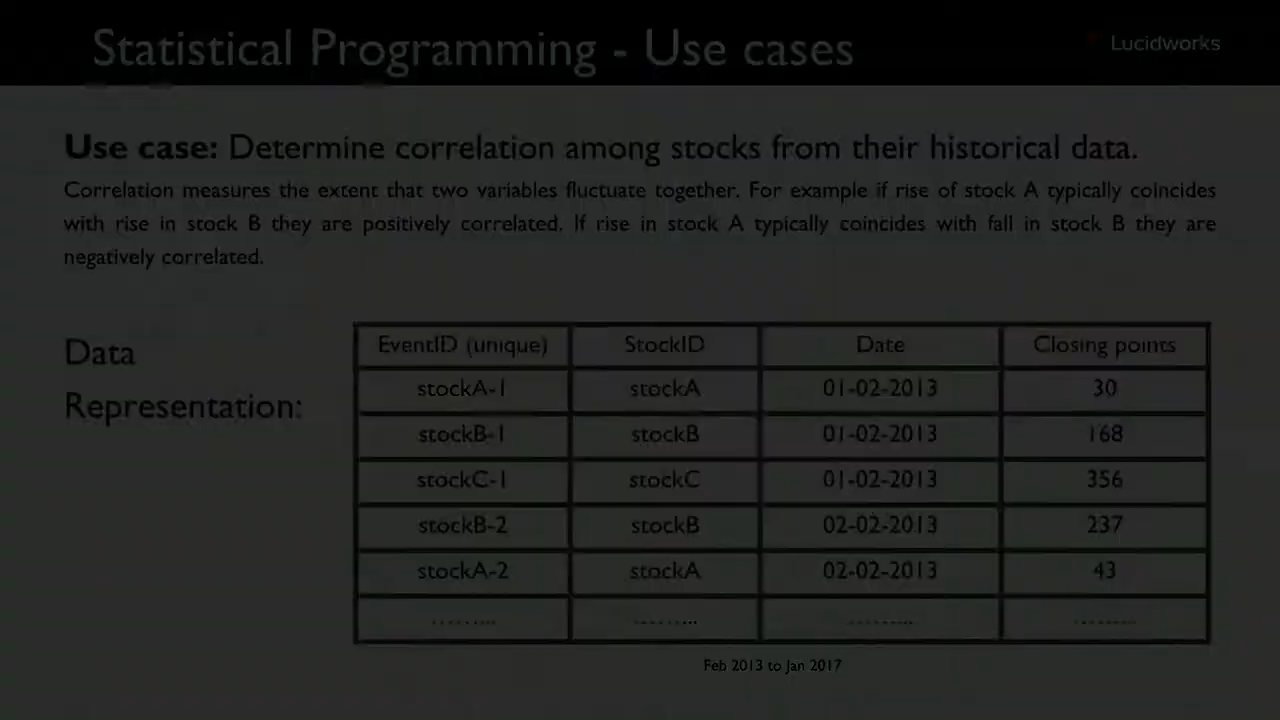 Statistical Programming - Use cases
Lucidworks
Use case: Determine correlation among stocks from their historical data.
Correlation measures the extent that two variables fluctuate together. For example if rise of stock A typically coincides
with rise in stock B they are positively correlated. If rise in stock A typically coincides with fall in stock B they are
negatively correlated.
Data
Representation:
EventID (unique) StockID Date Closing points
stockA-1 stockA 01-02-2013 30
stockB-1 stockB 01-02-2013 168
stockC-1 stockC 01-02-2013 356
stockB-2 stockB 02-02-2013 237
stockA-2 stockA 02-02-2013 43
......... ......... ......... .........
Feb 2013 to Jan 2017